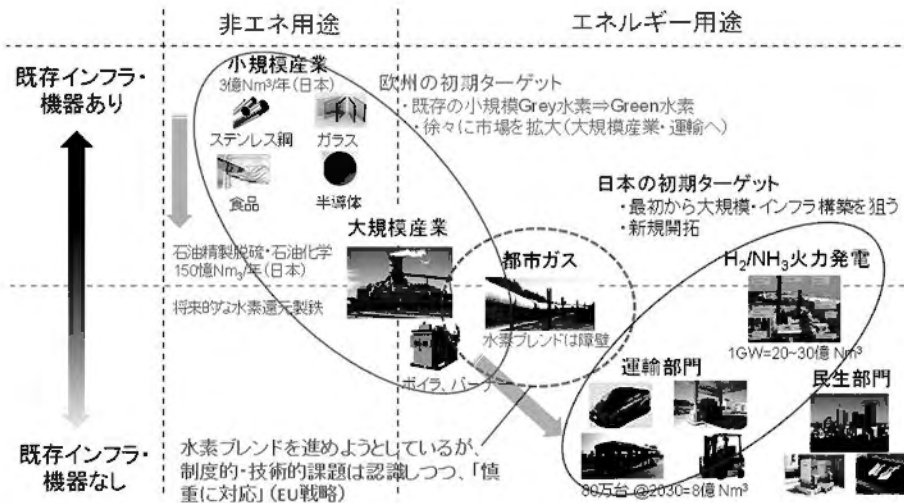 非エネ用途
エネルギー用途
既存インフラ・
機器あり
小規模産業
3億Nm³/年(日本)
ステンレス鋼
ガラス
食品
半導体
欧州の初期ターゲット
・既存の小規模Grey水素⇒Green水素
・徐々に市場を拡大(大規模産業・運輸へ)
日本の初期ターゲット
・最初から大規模・インフラ構築を狙う
・新規開拓
大規模産業
石油精製脱硫・石油化学
150億Nm₃/年(日本)
将来的な水素還元製鉄
都市ガス
水素ブレンドは障壁
H₂/NH₃火力発電
1GW=20~30億 Nm³
ボイラ、バーナー
運輸部門
80万台 @2030=8億 Nm³
民生部門
既存インフラ・
機器なし
水素ブレンドを進めようとしているが、
制度的・技術的課題は認識しつつ、「慎
重に対応」(EU戦略)